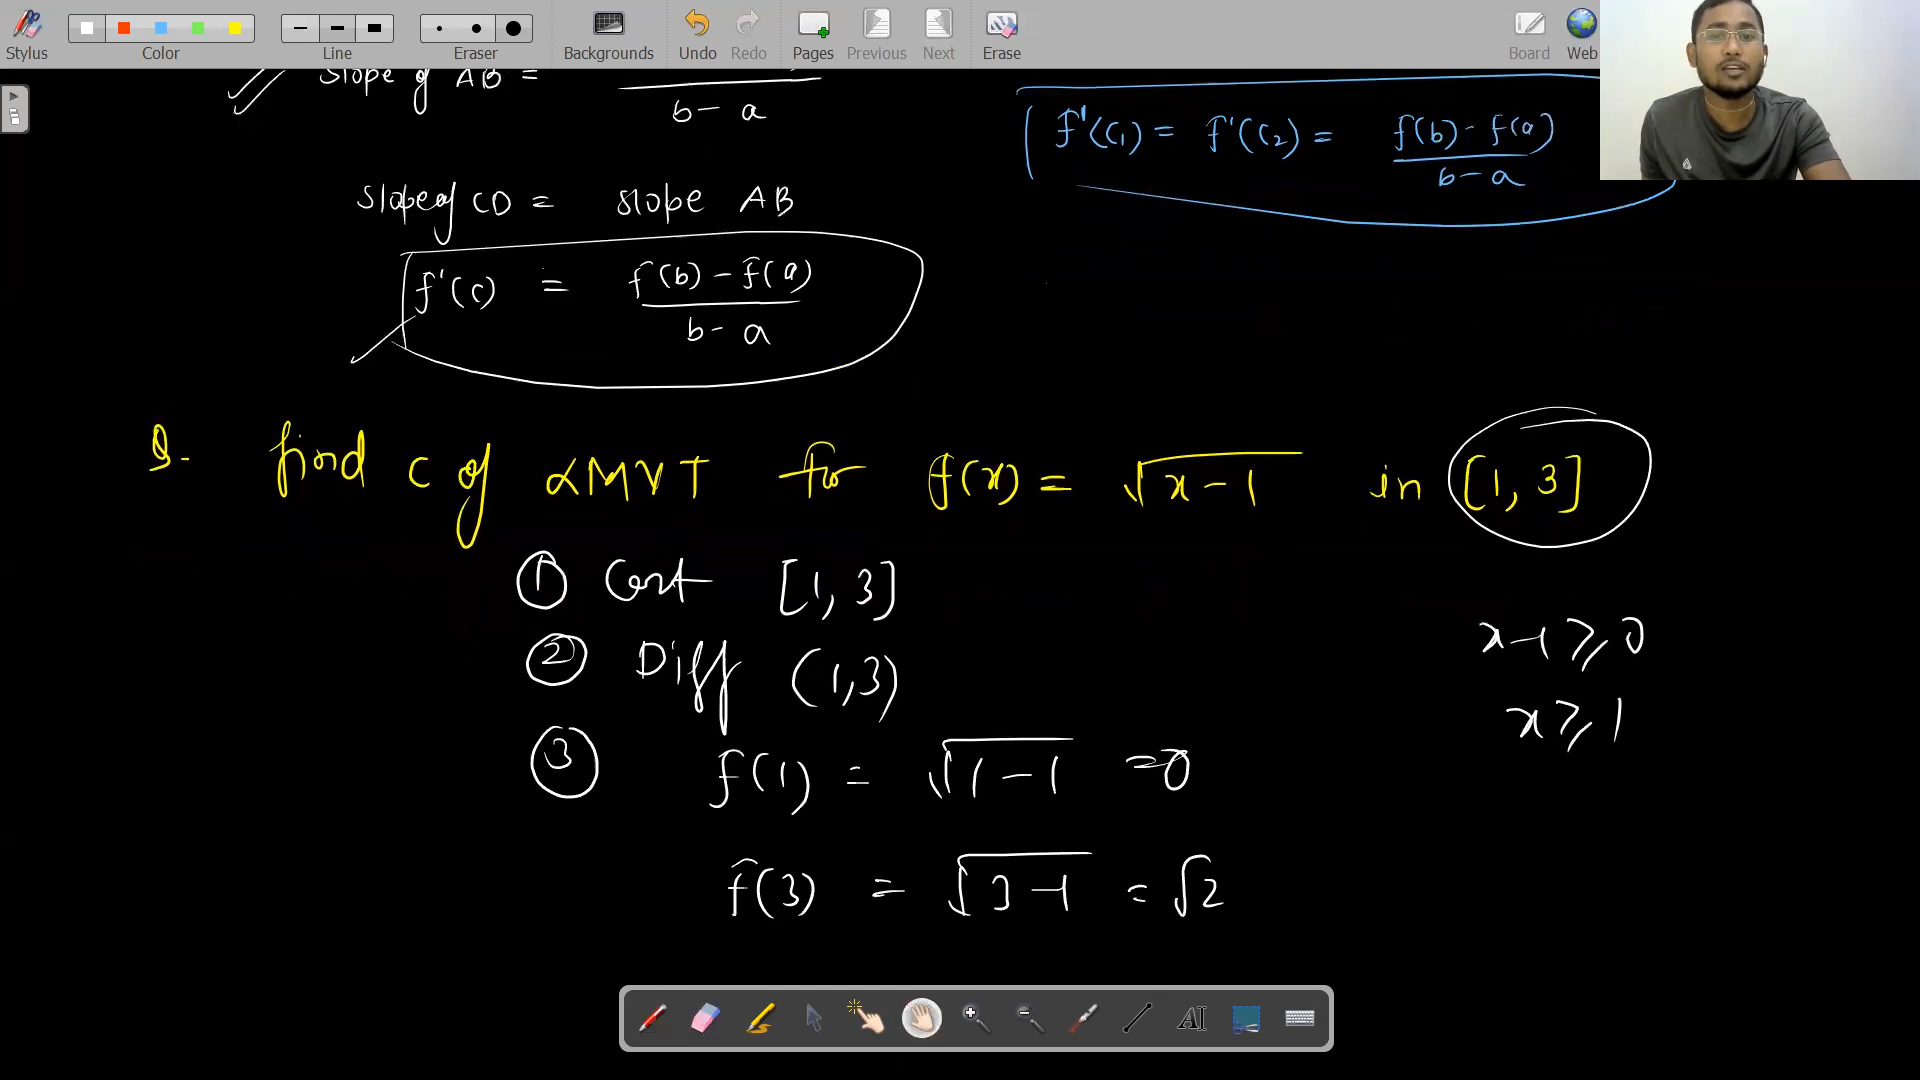 Stylus Color Line Eraser Backgrounds Undo Redo Pages Previous Next Erase Board Web
Slope of AB =
b - a
Slope of CD = slope AB
f'(c) = f(b) - f(a) / b - a
f'(c₁) = f'(c₂) = f(b) - f(a) / b - a
Q. find c of LMVT for f(x) = √x-1 in [1, 3]
① Cont [1, 3]
② Diff (1,3)
③ f(1) = √1-1 = 0
f(3) = √3-1 = √2
x-1 ≥ 0
x ≥ 1
AI